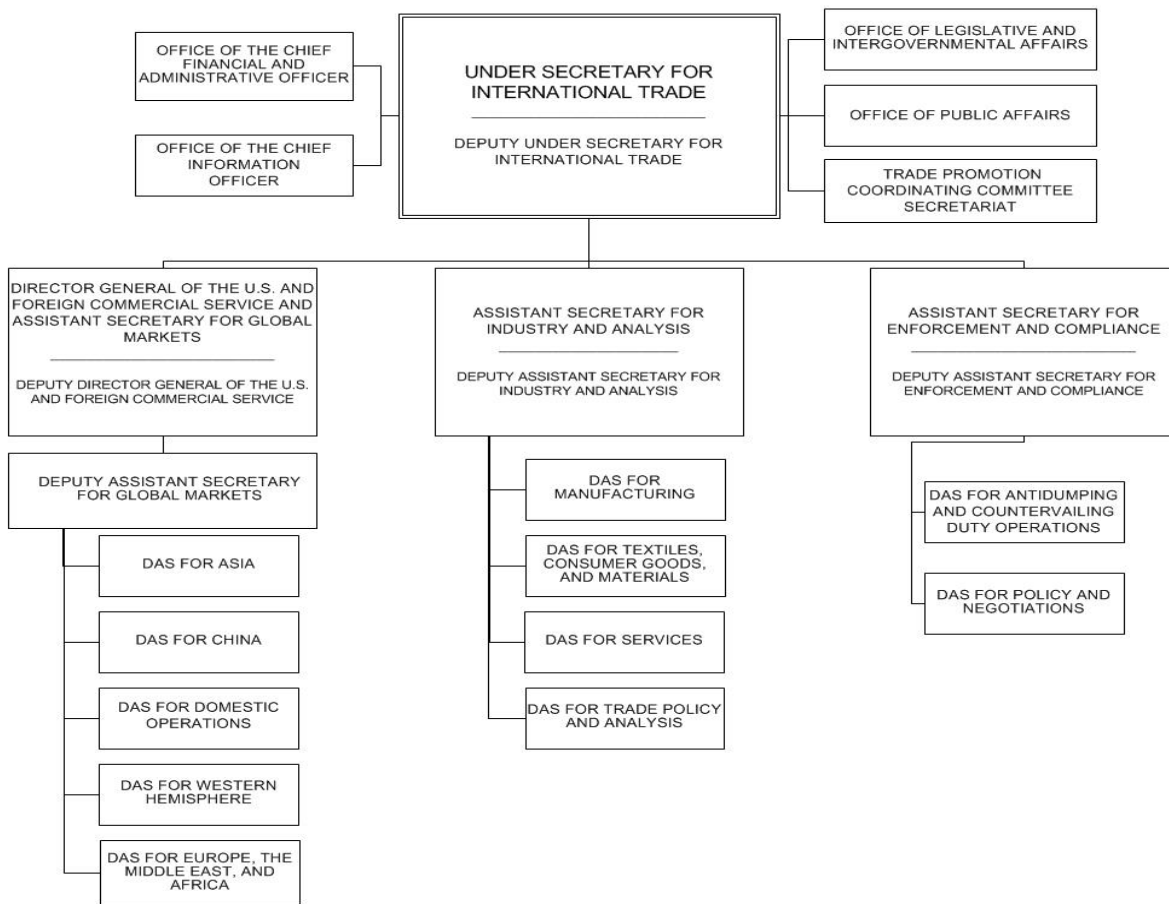 OFFICE OF THE CHIEF
FINANCIAL AND
ADMINISTRATIVE OFFICER
OFFICE OF THE CHIEF
INFORMATION
OFFICER
UNDER SECRETARY FOR
INTERNATIONAL TRADE
DEPUTY UNDER SECRETARY FOR
INTERNATIONAL TRADE
OFFICE OF LEGISLATIVE AND
INTERGOVERNMENTAL AFFAIRS
OFFICE OF PUBLIC AFFAIRS
TRADE PROMOTION
COORDINATING COMMITTEE
SECRETARIAT
DIRECTOR GENERAL OF THE U.S. AND
FOREIGN COMMERCIAL SERVICE AND
ASSISTANT SECRETARY FOR GLOBAL
MARKETS
DEPUTY DIRECTOR GENERAL OF THE U.S.
AND FOREIGN COMMERCIAL SERVICE
DEPUTY ASSISTANT SECRETARY
FOR GLOBAL MARKETS
DAS FOR ASIA
DAS FOR CHINA
DAS FOR DOMESTIC
OPERATIONS
DAS FOR WESTERN
HEMISPHERE
DAS FOR EUROPE, THE
MIDDLE EAST, AND
AFRICA
ASSISTANT SECRETARY FOR
INDUSTRY AND ANALYSIS
DEPUTY ASSISTANT SECRETARY FOR
INDUSTRY AND ANALYSIS
DAS FOR
MANUFACTURING
DAS FOR TEXTILES,
CONSUMER GOODS,
AND MATERIALS
DAS FOR SERVICES
DAS FOR TRADE POLICY
AND ANALYSIS
ASSISTANT SECRETARY FOR
ENFORCEMENT AND COMPLIANCE
DEPUTY ASSISTANT SECRETARY FOR
ENFORCEMENT AND COMPLIANCE
DAS FOR ANTIDUMPING
AND COUNTERVAILING
DUTY OPERATIONS
DAS FOR POLICY AND
NEGOTIATIONS